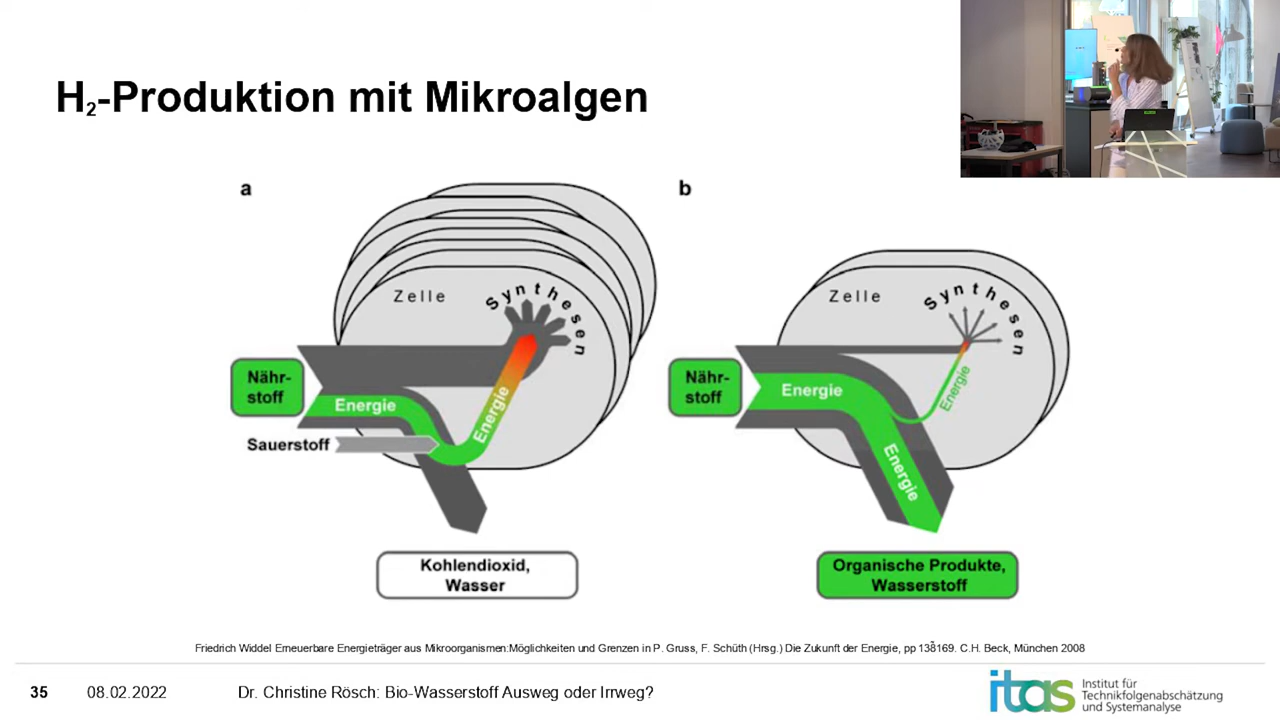 H2-Produktion mit Mikroalgen
a
b
Zelle
Synthesen
Zelle
Synthesen
Nähr-
stoff
Energie
Energie
Sauerstoff
Nähr-
stoff
Energie
Energie
Energie
Kohlendioxid,
Wasser
Organische Produkte,
Wasserstoff
Friedrich Widdel Erneuerbare Energieträger aus Mikroorganismen:Möglichkeiten und Grenzen in P. Gruss, F. Schüth (Hrsg.) Die Zukunft der Energie, pp 138-169. C.H. Beck, München 2008
35
08.02.2022
Dr. Christine Rösch: Bio-Wasserstoff Ausweg oder Irrweg?
itas
Institut für
Technikfolgenabschätzung
und Systemanalyse